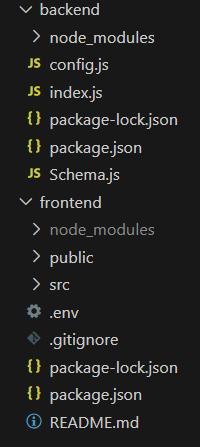 backend
node_modules
JS config.js
JS index.js
{} package-lock.json
{} package.json
JS Schema.js
frontend
node_modules
public
src
.env
.gitignore
{} package-lock.json
{} package.json
README.md